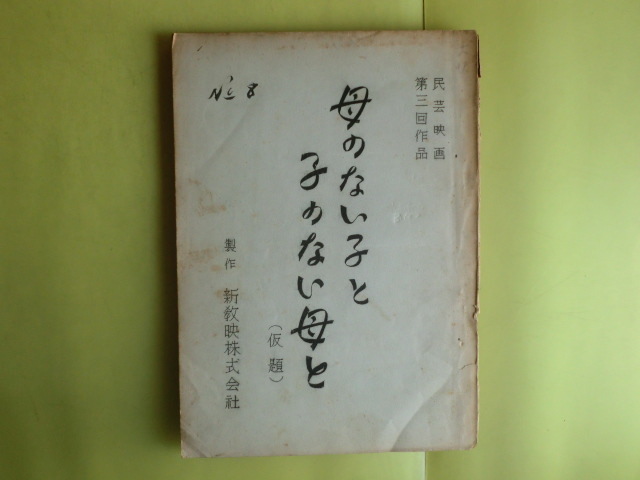 民芸映画
第三回作品
母のない子と
子のない母と
(仮題)
製作 新教映株式会社
No 8